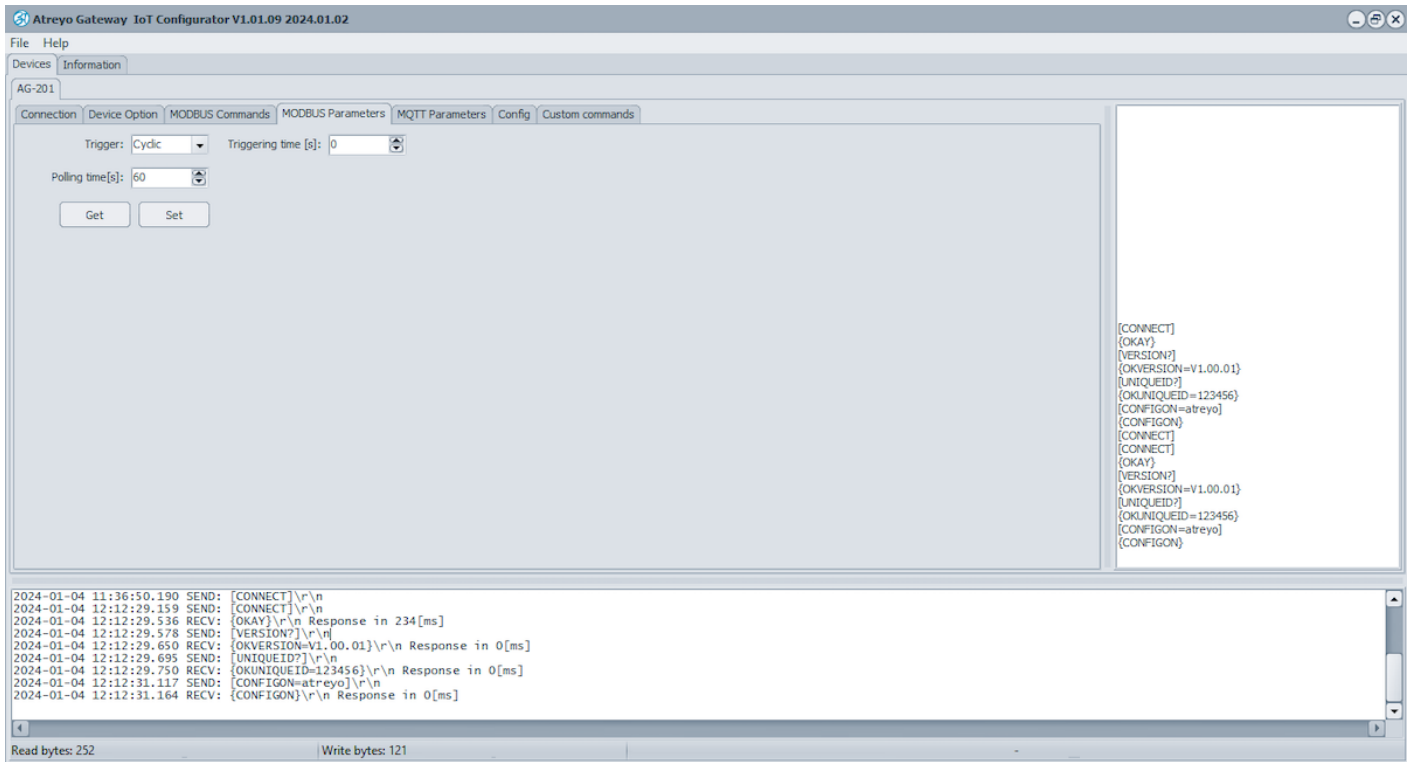 Atreyo Gateway IoT Configurator V1.01.09 2024.01.02
File Help
Devices Information
AG-201
Connection Device Option MODBUS Commands MODBUS Parameters MQTT Parameters Config Custom commands
Trigger: Cyclic Triggering time [s]: 0
Polling time[s]: 60
Get Set
[CONNECT]
{OKAY}
[VERSION?]
{OKVERSION=V1.00.01}
[UNIQUEID?]
{OKUNIQUEID=123456}
[CONFIGON=atreyo]
{CONFIGON}
[CONNECT]
[CONNECT]
{OKAY}
[VERSION?]
{OKVERSION=V1.00.01}
[UNIQUEID?]
{OKUNIQUEID=123456}
[CONFIGON=atreyo]
{CONFIGON}
2024-01-04 11:36:50.190 SEND: [CONNECT]\r\n
2024-01-04 12:12:29.159 SEND: [CONNECT]\r\n
2024-01-04 12:12:29.536 RECV: {OKAY}\r\n Response in 234[ms]
2024-01-04 12:12:29.578 SEND: [VERSION?]\r\n
2024-01-04 12:12:29.650 RECV: {OKVERSION=V1.00.01}\r\n Response in 0[ms]
2024-01-04 12:12:29.695 SEND: [UNIQUEID?]\r\n
2024-01-04 12:12:29.750 RECV: {OKUNIQUEID=123456}\r\n Response in 0[ms]
2024-01-04 12:12:31.117 SEND: [CONFIGON=atreyo]\r\n
2024-01-04 12:12:31.164 RECV: {CONFIGON}\r\n Response in 0[ms]
Read bytes: 252 Write bytes: 121 -